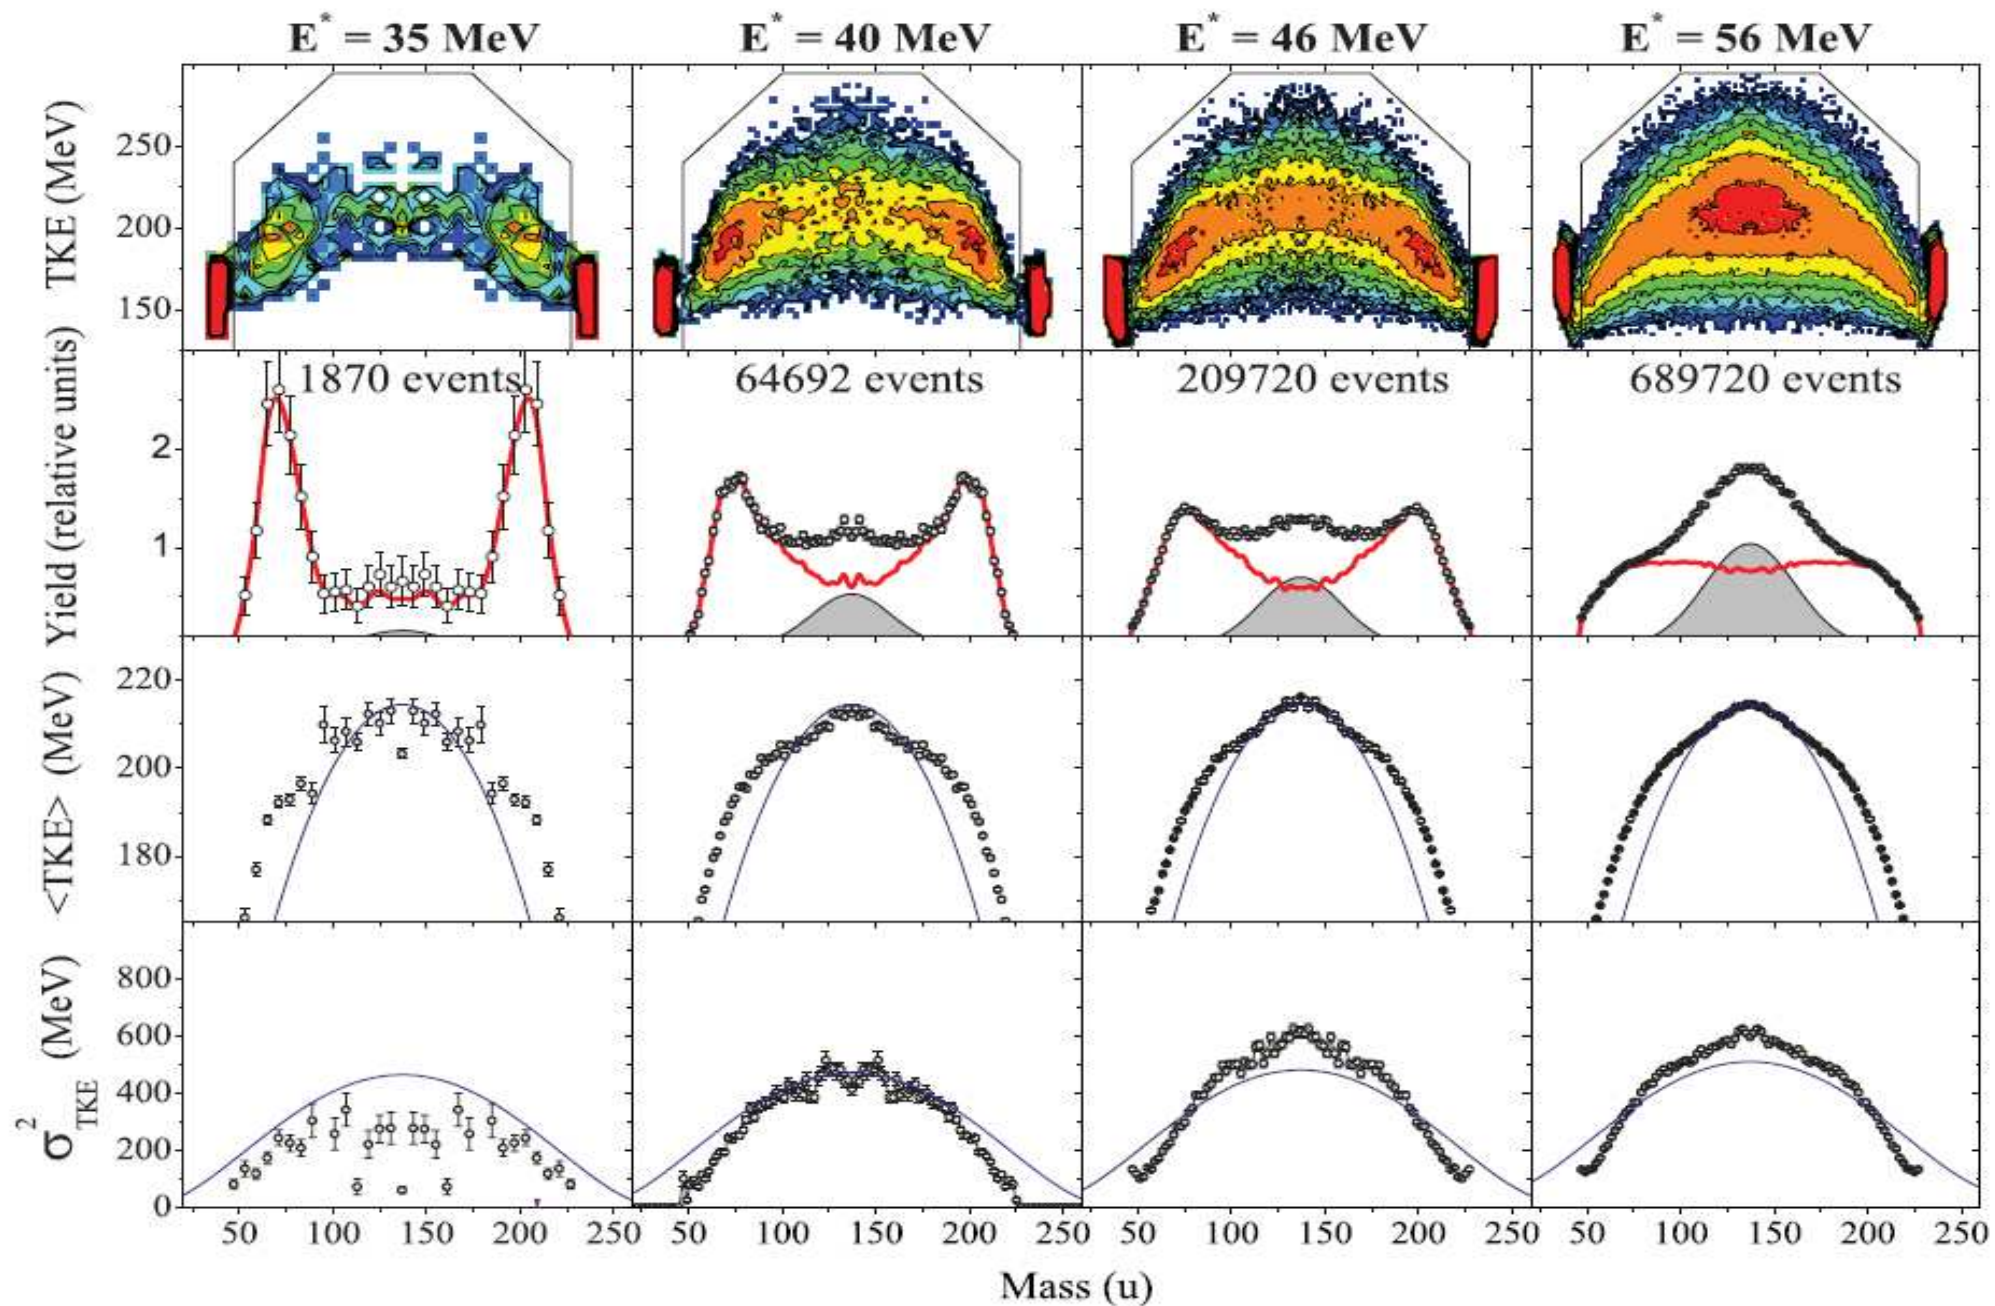 E* = 35 MeV E* = 40 MeV E* = 46 MeV E* = 56 MeV
TKE (MeV)
250
200
150
Yield (relative units)
1870 events 64692 events 209720 events 689720 events
2
1
<TKE> (MeV)
220
200
180
σ²TKE (MeV)
800
600
400
200
0
50 100 150 200 250 50 100 150 200 250 50 100 150 200 250 50 100 150 200 250
Mass (u)